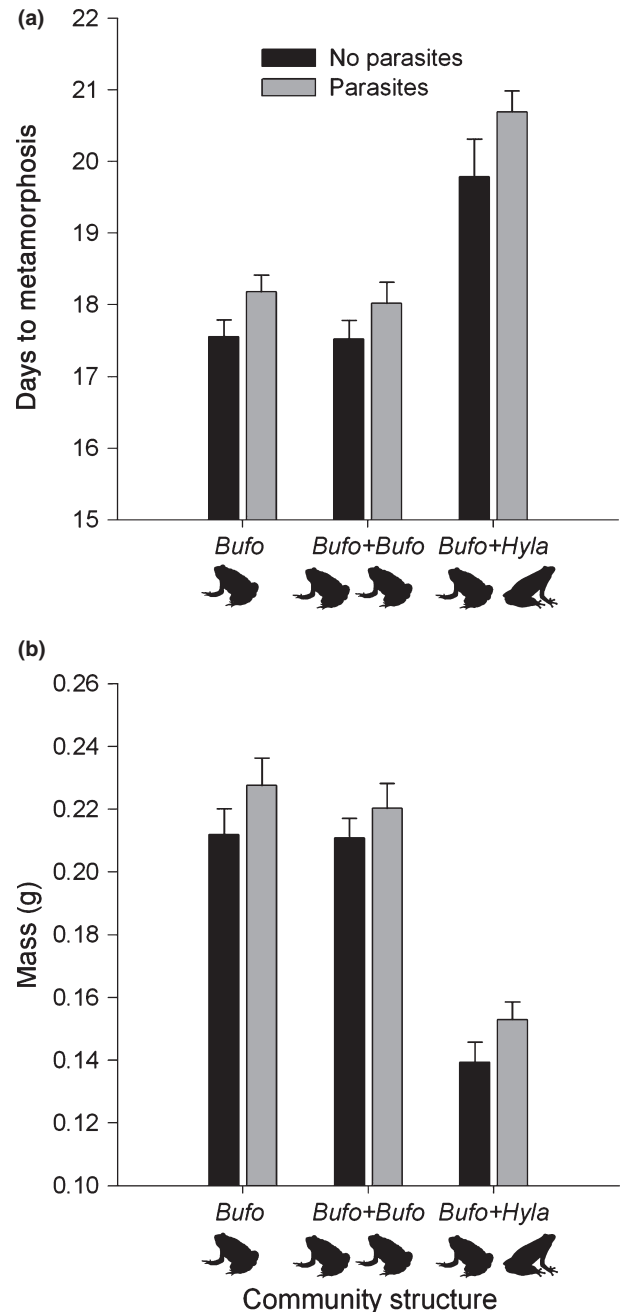 (a)
22
21
20
19
18
17
16
15
Days to metamorphosis
No parasites
Parasites
Bufo
Bufo+Bufo
Bufo+Hyla
(b)
0.26
0.24
0.22
0.20
0.18
0.16
0.14
0.12
0.10
Mass (g)
Bufo
Bufo+Bufo
Bufo+Hyla
Community structure